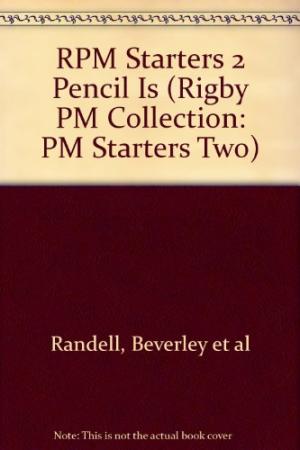 RPM Starters 2
Pencil Is (Rigby
PM Collection:
PM Starters Two)
Randell, Beverley et al
Note: This is not the actual book cover